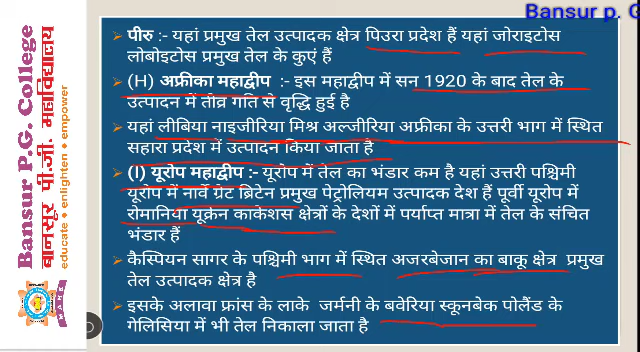 Bansur p. G
Bansur P.G. College
बानसूर पी.जी. महाविद्यालय
educate • enlighten • empower
पीरु :- यहां प्रमुख तेल उत्पादक क्षेत्र पिउरा प्रदेश हैं यहां जोराइटोस
लोबोइटोस प्रमुख तेल के कुएं हैं
(H) अफ्रीका महाद्वीप :- इस महाद्वीप में सन 1920 के बाद तेल के
उत्पादन में तीव्र गति से वृद्धि हुई है
यहां लीबिया नाइजीरिया मिश्र अल्जीरिया अफ्रीका के उत्तरी भाग में स्थित
सहारा प्रदेश में उत्पादन किया जाता है
(I) यूरोप महाद्वीप :- यूरोप में तेल का भंडार कम है यहां उत्तरी पश्चिमी
यूरोप में नार्वे ग्रेट ब्रिटेन प्रमुख पेट्रोलियम उत्पादक देश हैं पूर्वी यूरोप में
रोमानिया यूक्रेन काकेशस क्षेत्रों के देशों में पर्याप्त मात्रा में तेल के संचित
भंडार हैं
कैस्पियन सागर के पश्चिमी भाग में स्थित अजरबेजान का बाकू क्षेत्र प्रमुख
तेल उत्पादक क्षेत्र है
इसके अलावा फ्रांस के लाके जर्मनी के बवेरिया स्कूनबेक पोलैंड के
गेलिसिया में भी तेल निकाला जाता है